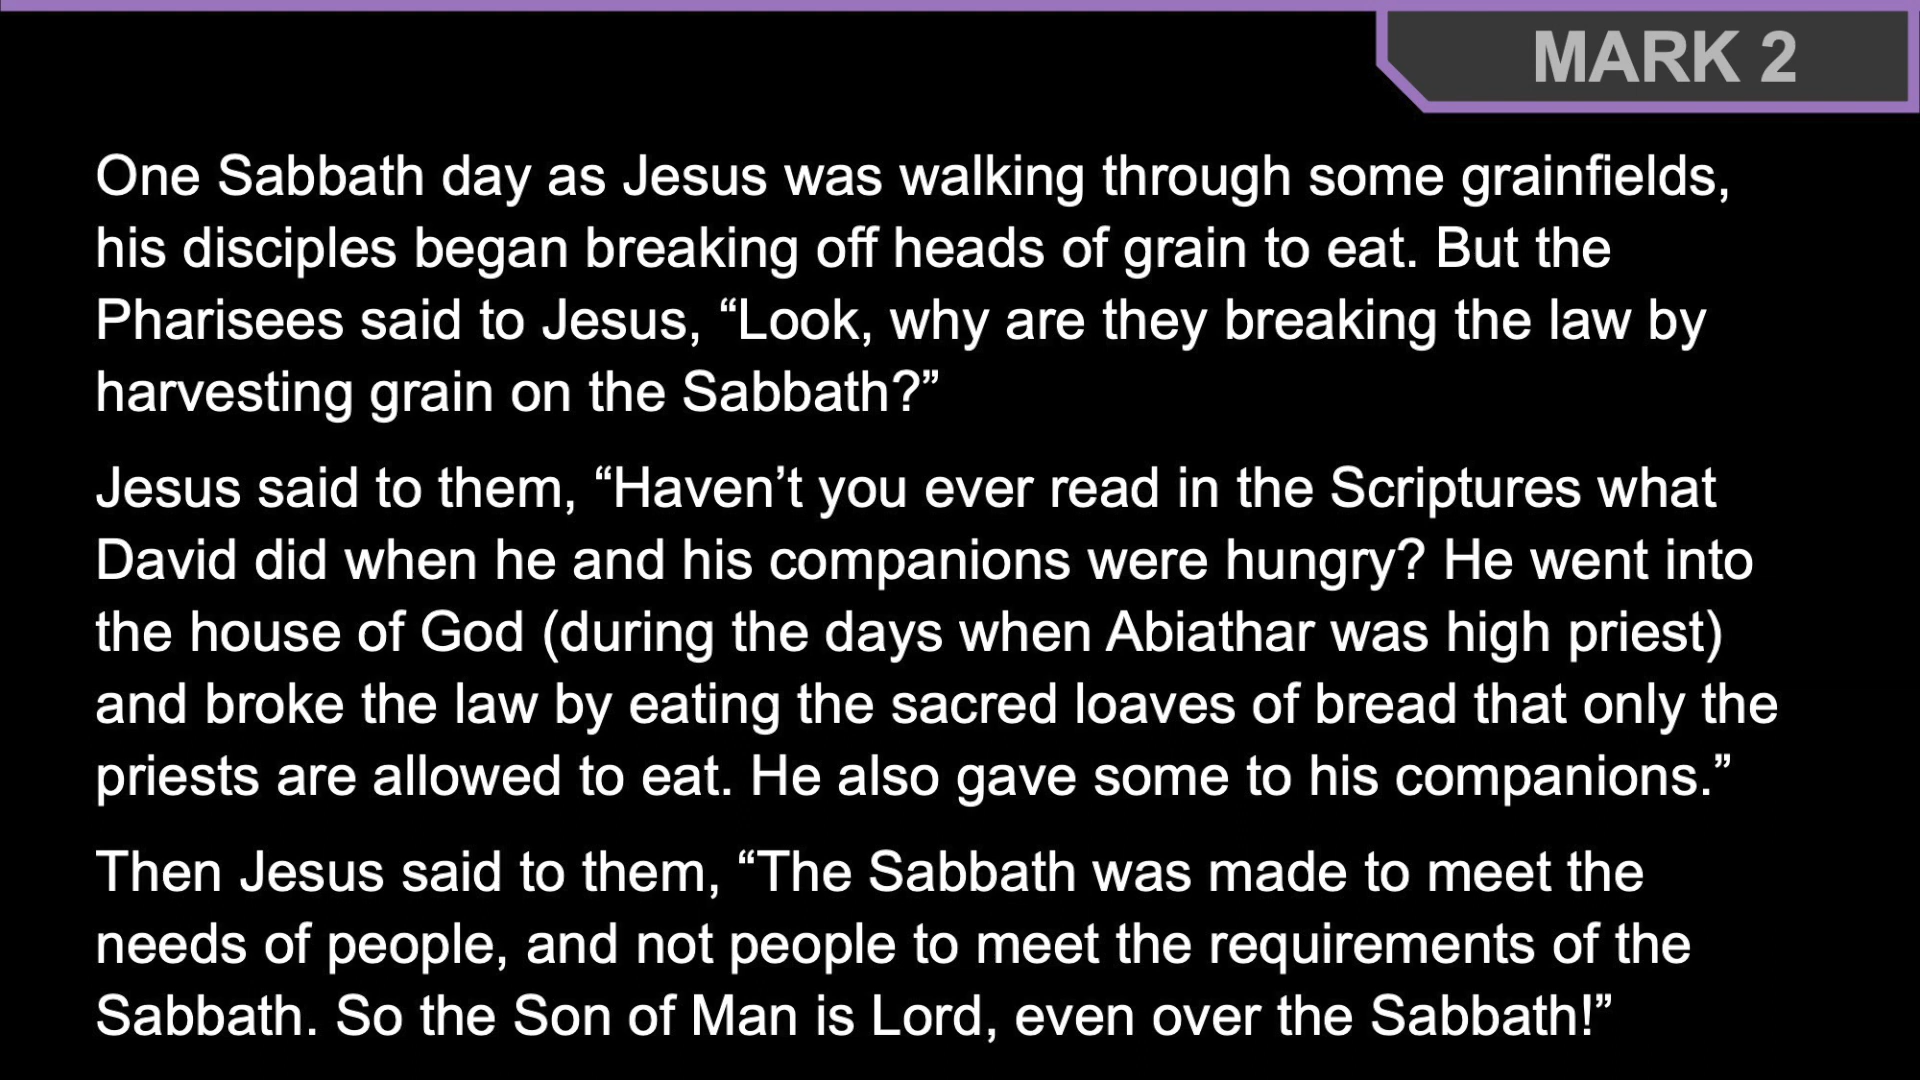 MARK 2
One Sabbath day as Jesus was walking through some grainfields,
his disciples began breaking off heads of grain to eat. But the
Pharisees said to Jesus, “Look, why are they breaking the law by
harvesting grain on the Sabbath?”
Jesus said to them, “Haven’t you ever read in the Scriptures what
David did when he and his companions were hungry? He went into
the house of God (during the days when Abiathar was high priest)
and broke the law by eating the sacred loaves of bread that only the
priests are allowed to eat. He also gave some to his companions.”
Then Jesus said to them, “The Sabbath was made to meet the
needs of people, and not people to meet the requirements of the
Sabbath. So the Son of Man is Lord, even over the Sabbath!”